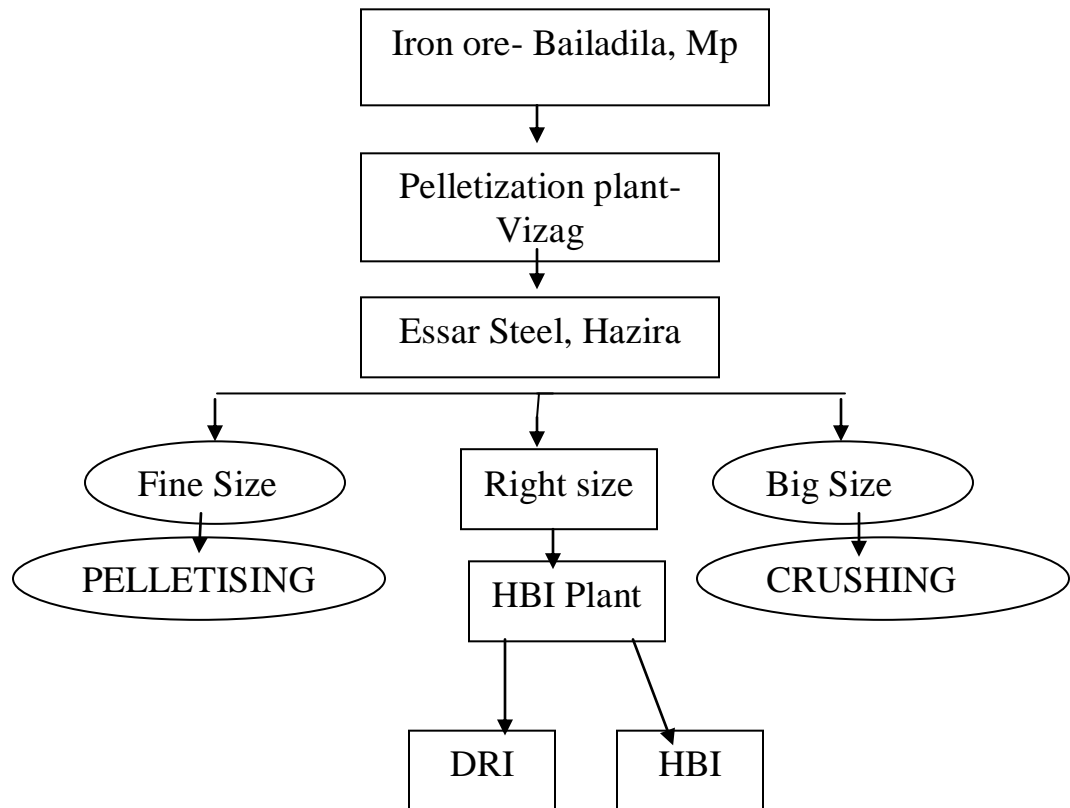 Iron ore- Bailadila, Mp
Pelletization plant-
Vizag
Essar Steel, Hazira
Fine Size
Right size
Big Size
PELLETISING
HBI Plant
CRUSHING
DRI
HBI